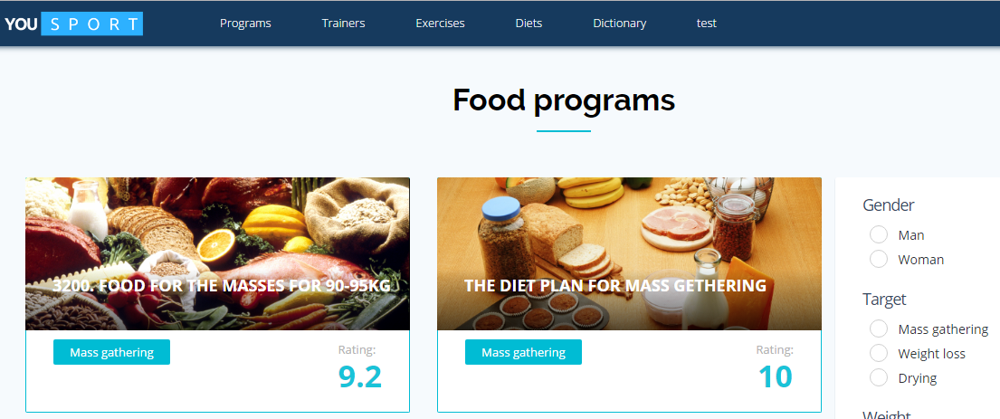 YOU SPORT Programs Trainers Exercises Diets Dictionary test
Food programs
3200. FOOD FOR THE MASSES FOR 90-95KG
Mass gathering
Rating:
9.2
THE DIET PLAN FOR MASS GETHERING
Mass gathering
Rating:
10
Gender
Man
Woman
Target
Mass gathering
Weight loss
Drying
Weight